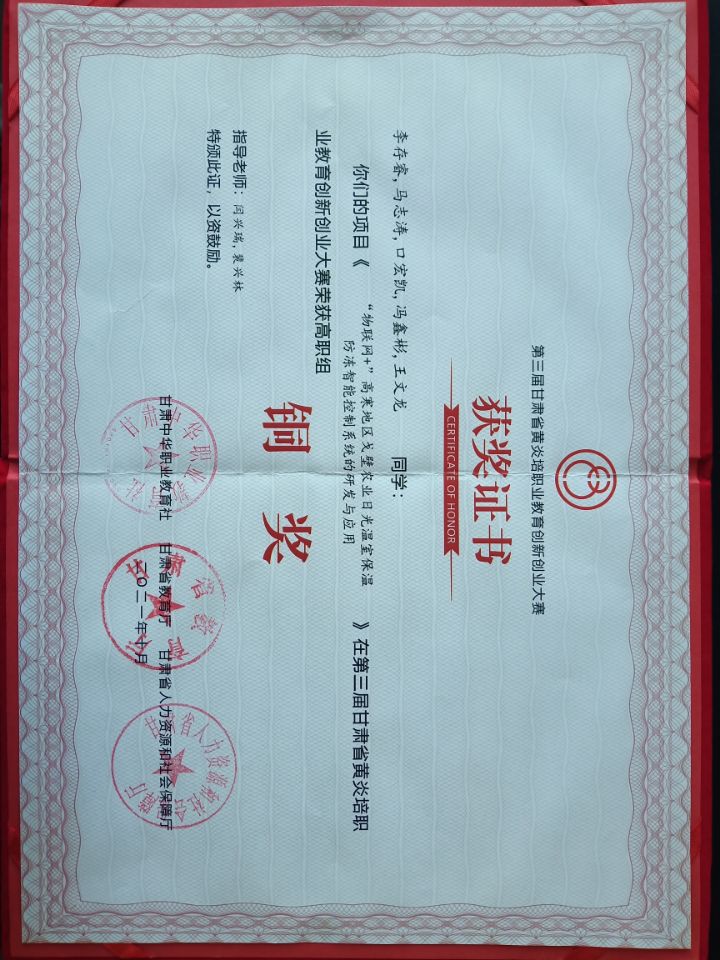 第三届甘肃省黄炎培职业教育创新创业大赛
获奖证书
CERTIFICATE OF HONOR
李存睿,马志涛,口宏凯,冯鑫彬,王文龙 同学：
你们的项目《“物联网+”高寒地区戈壁农业日光温室保温
防冻智能控制系统的研发与应用》在第三届甘肃省黄炎培职
业教育创新创业大赛荣获高职组
铜奖
指导老师：闫兴瑞,裴兴林
特颁此证，以资鼓励。
甘肃中华职业教育社 甘肃省教育厅 甘肃省人力资源和社会保障厅
二〇二一年十月